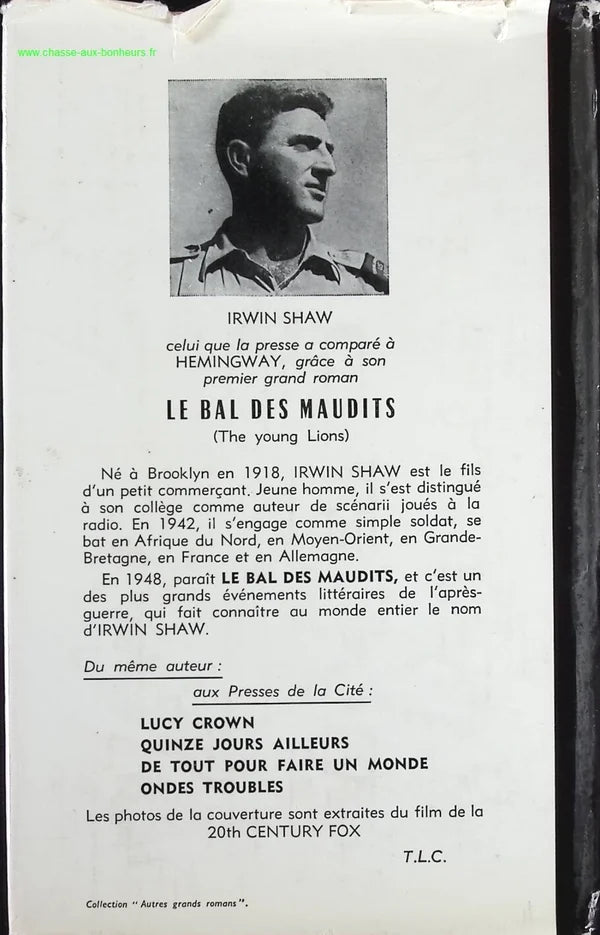 www.chasse-aux-bonheurs.fr
IRWIN SHAW
celui que la presse a comparé à
HEMINGWAY, grâce à son
premier grand roman
LE BAL DES MAUDITS
(The young Lions)
Né à Brooklyn en 1918, IRWIN SHAW est le fils
d'un petit commerçant. Jeune homme, il s'est distingué
à son collège comme auteur de scénarii joués à la
radio. En 1942, il s'engage comme simple soldat, se
bat en Afrique du Nord, en Moyen-Orient, en Grande-
Bretagne, en France et en Allemagne.
En 1948, paraît LE BAL DES MAUDITS, et c'est un
des plus grands événements littéraires de l'après-
guerre, qui fait connaître au monde entier le nom
d'IRWIN SHAW.
Du même auteur :
aux Presses de la Cité :
LUCY CROWN
QUINZE JOURS AILLEURS
DE TOUT POUR FAIRE UN MONDE
ONDES TROUBLES
Les photos de la couverture sont extraites du film de la
20th CENTURY FOX
T.L.C.
Collection "Autres grands romans".